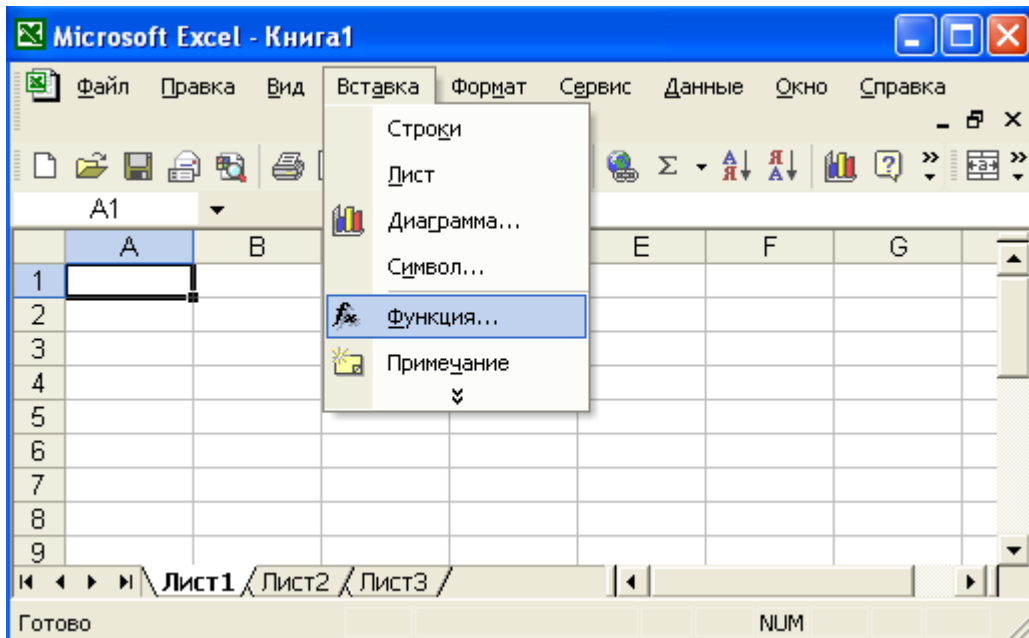 Microsoft Excel - Книга1
Файл Правка Вид Вставка Формат Сервис Данные Окно Справка
Строки
Лист
Диаграмма...
Символ...
Функция...
Примечание
Σ А Я Я А
A1
A B E F G
1
2
3
4
5
6
7
8
9
Лист1 Лист2 Лист3
Готово NUM